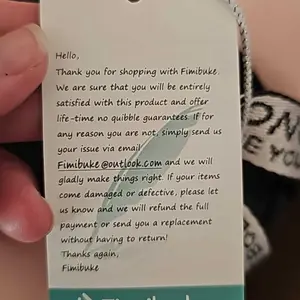 Hello,
Thank you for shopping with Fimibuke.
We are sure that you will be entirely
satisfied with this product and offer
life-time no quibble guarantees. If for
any reason you are not, simply send us
your issue via email
Fimibuke@outlook.com and we will
gladly make things right. If your items
come damaged or defective, please let
us know and we will refund the full
payment or send you a replacement
without having to return!
Thanks again,
Fimibuke